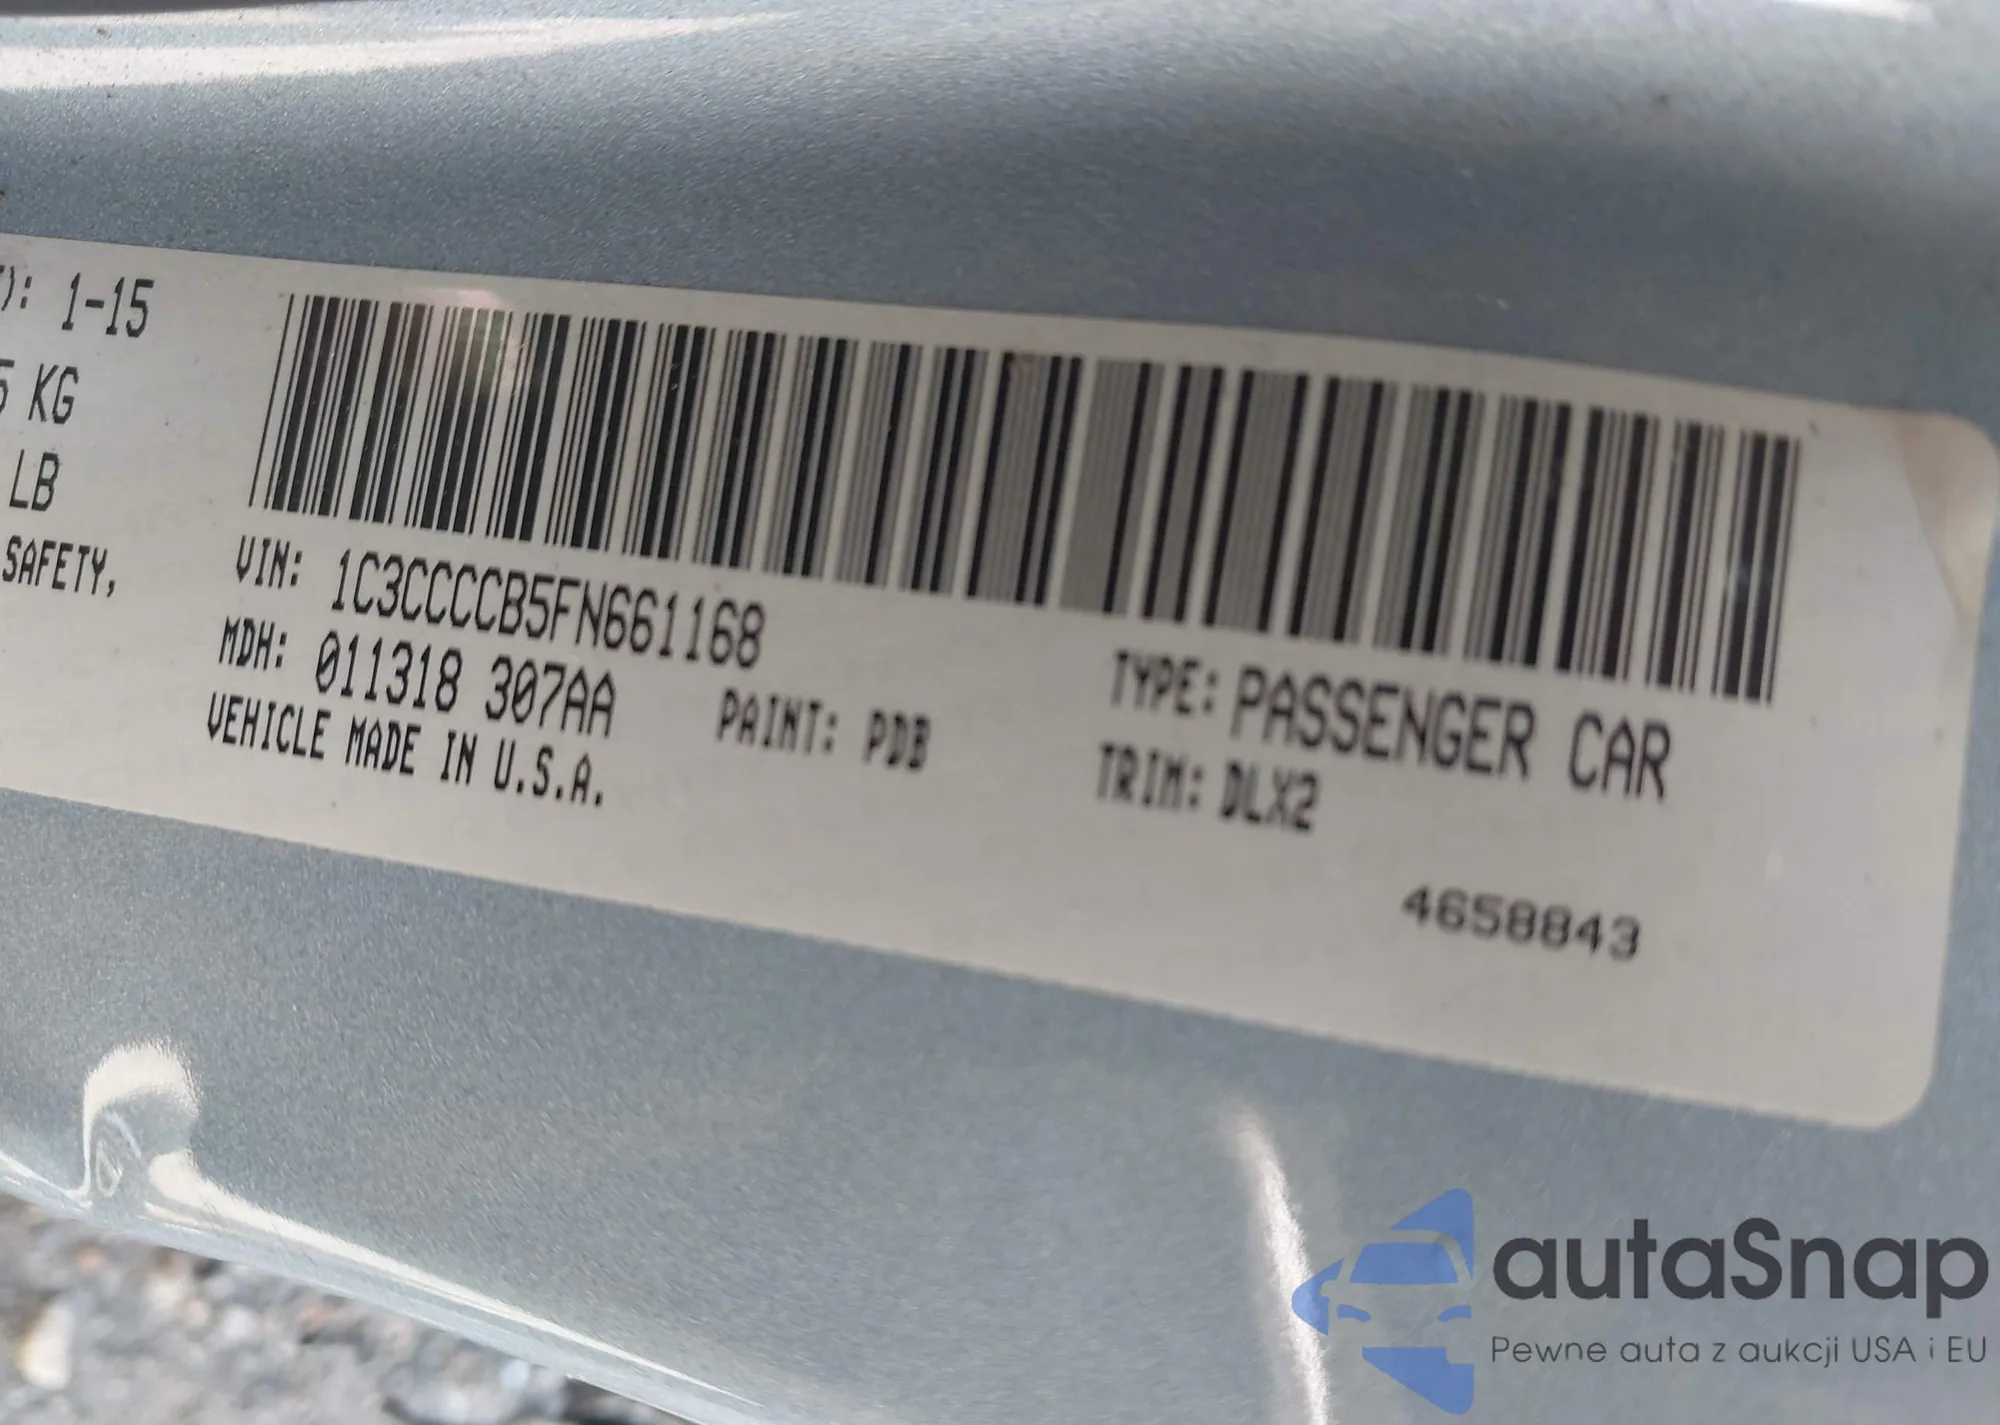 ): 1-15
5 KG
LB
SAFETY,
VIN: 1C3CCCCB5FN661168
MDH: 011318 307AA
VEHICLE MADE IN U.S.A.
PAINT: PDB
TYPE: PASSENGER CAR
TRIM: DLX2
4658843
autaSnap
Pewne auta z aukcji USA i EU